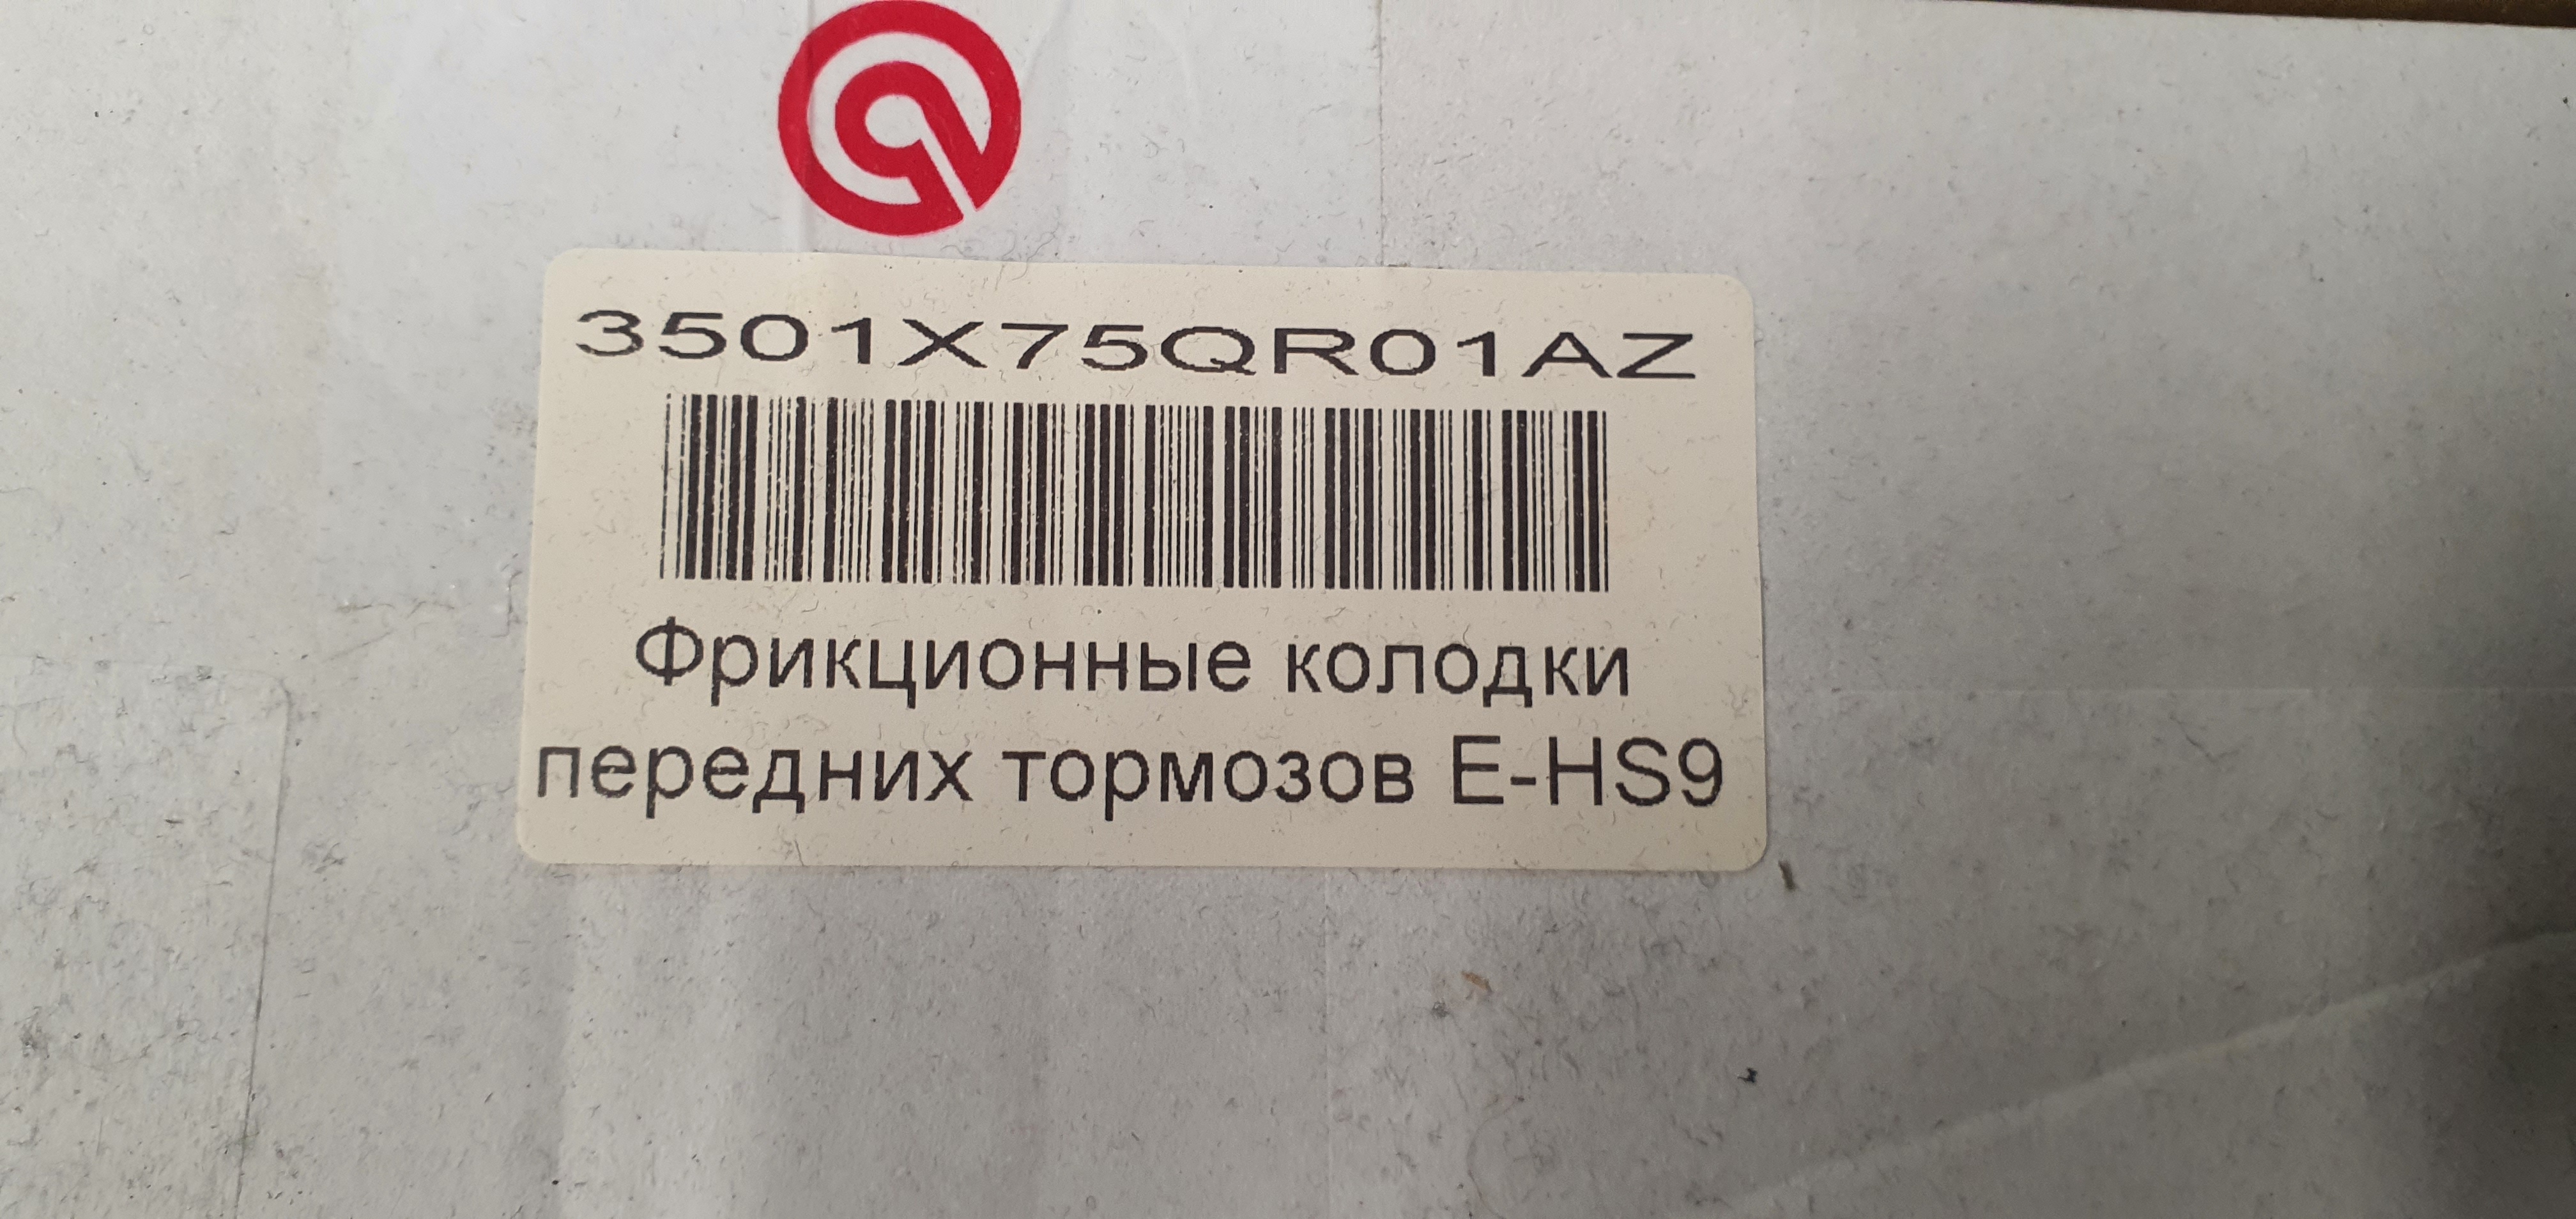 3501X75QR01AZ
Фрикционные колодки
передних тормозов E-HS9